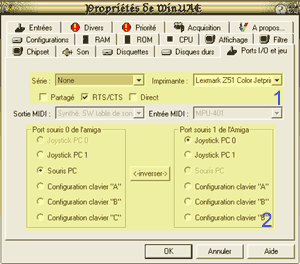 Propriétés de WinUAE
Entrées Divers Priorité Acquisition A propos...
Configurations RAM ROM CPU Affichage Filtre
Chipset Son Disquettes Disques durs Ports I/O et jeu
Série : None Imprimante : Lexmark Z51 Color Jetpri
Partagé RTS/CTS Direct 1
Sortie MIDI : Synthé. SW table de son Entrée MIDI : MPU-401
Port souris 0 de l'amiga Port souris 1 de l'Amiga
Joystick PC 0 Joystick PC 0
Joystick PC 1 Joystick PC 1
Souris PC <-inverser-> Souris PC
Configuration clavier "A" Configuration clavier "A"
Configuration clavier "B" Configuration clavier "B"
Configuration clavier "C" Configuration clavier "B" 2
OK Annuler Aide